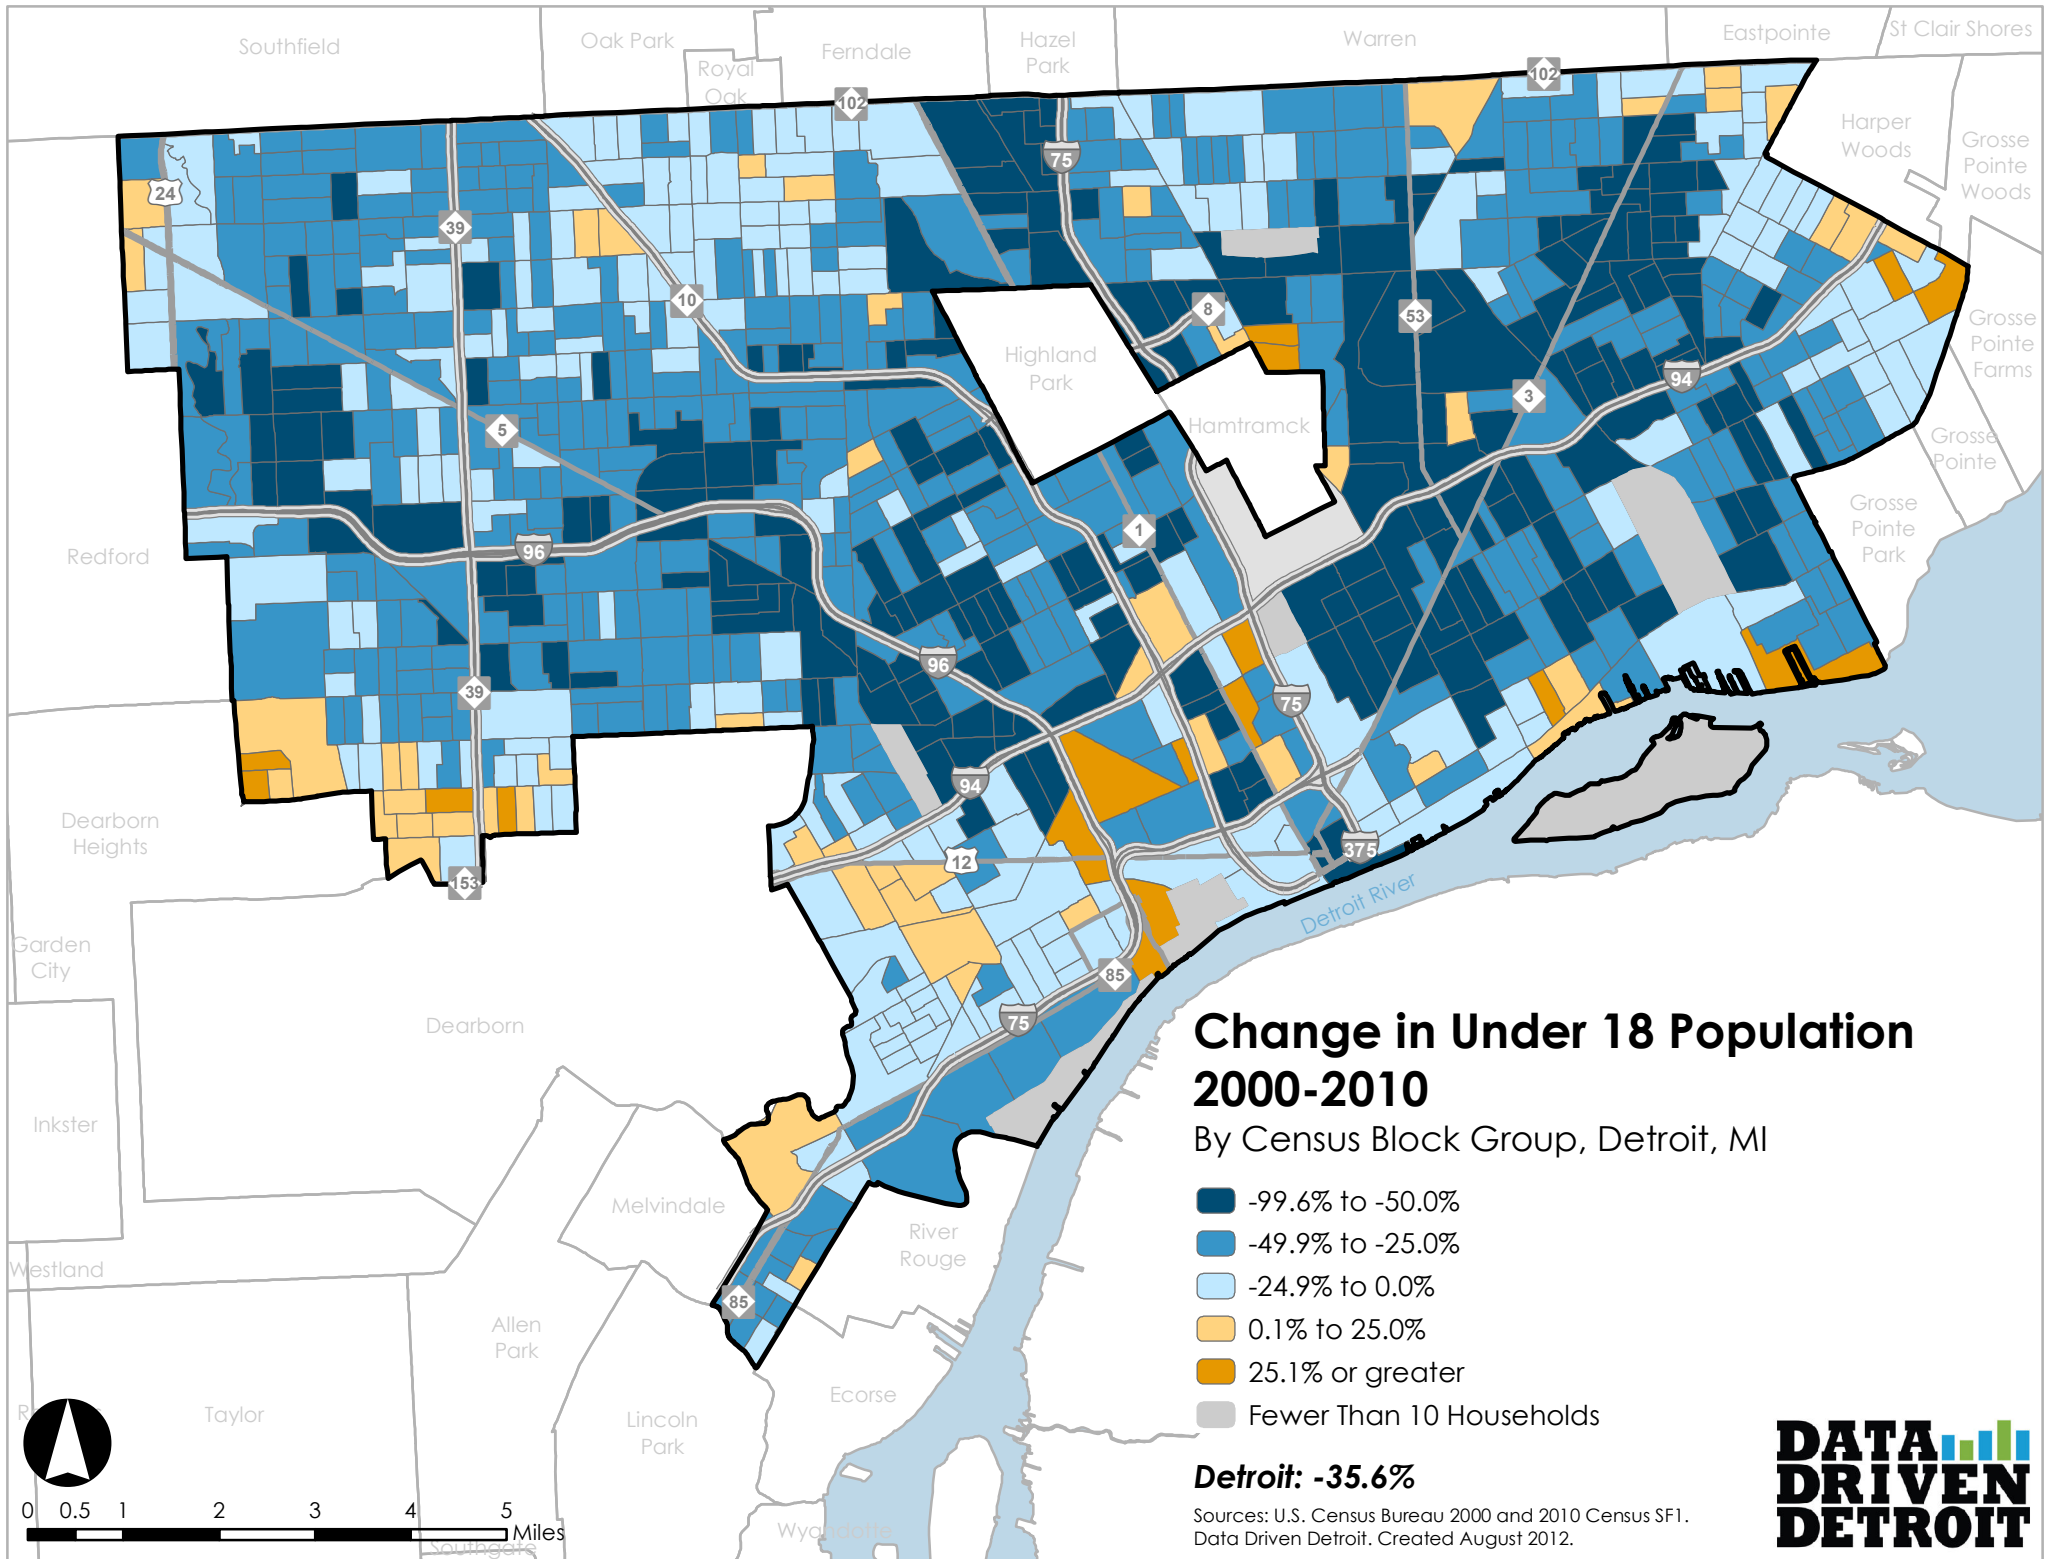 Southfield
Oak Park
Royal
Oak
Ferndale
Hazel
Park
Warren
Eastpointe
St Clair Shores
Harper
Woods
Grosse
Pointe
Woods
Grosse
Pointe
Farms
Grosse
Pointe
Grosse
Pointe
Park
102
102
24
39
75
10
8
53
3
94
5
Highland
Park
Hamtramck
1
96
Redford
96
39
75
94
12
375
153
85
75
85
Dearborn
Heights
Garden
City
Dearborn
Inkster
Westland
Melvindale
River
Rouge
Allen
Park
Ecorse
Taylor
Lincoln
Park
Wyandotte
Southgate
Detroit River
Change in Under 18 Population
2000-2010
By Census Block Group, Detroit, MI
-99.6% to -50.0%
-49.9% to -25.0%
-24.9% to 0.0%
0.1% to 25.0%
25.1% or greater
Fewer Than 10 Households
Detroit: -35.6%
Sources: U.S. Census Bureau 2000 and 2010 Census SF1.
Data Driven Detroit. Created August 2012.
0 0.5 1 2 3 4 5
Miles
DATA
DRIVEN
DETROIT